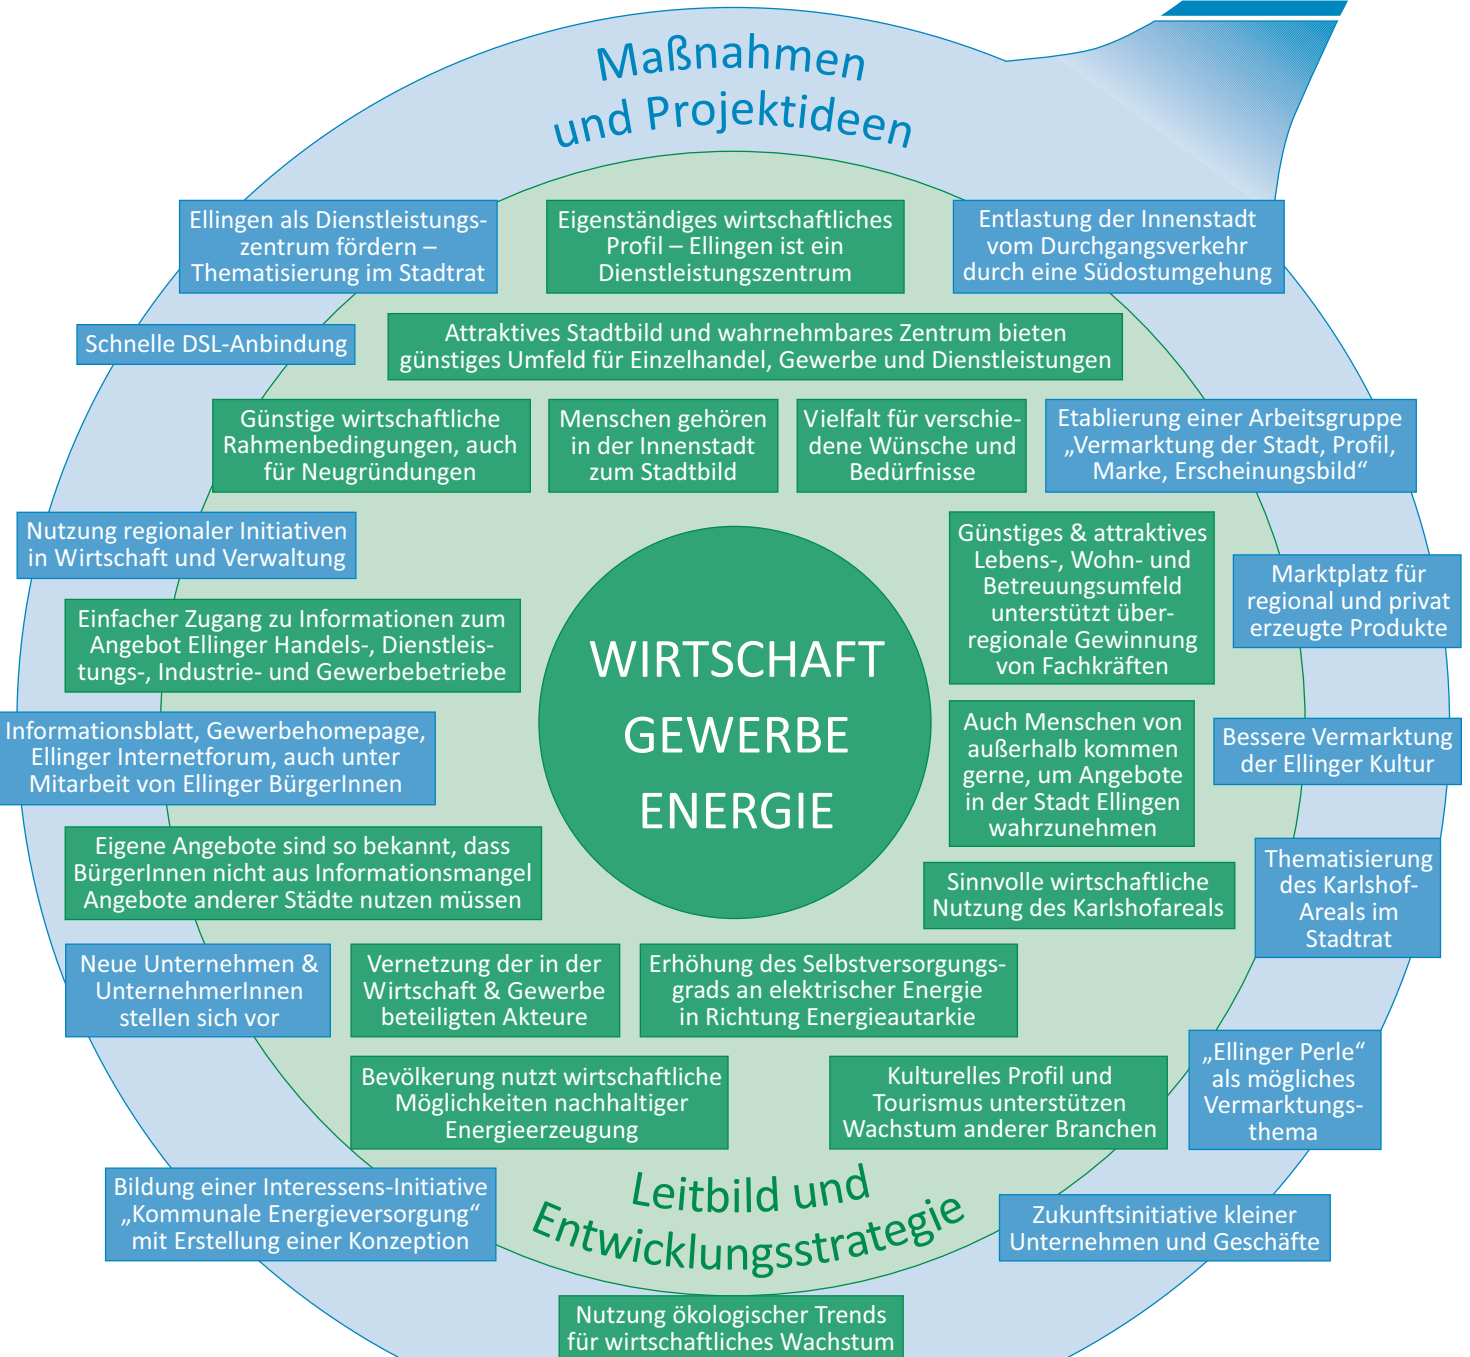 Maßnahmen
und Projektideen
Ellingen als Dienstleistungs-
zentrum fördern –
Thematisierung im Stadtrat
Eigenständiges wirtschaftliches
Profil – Ellingen ist ein
Dienstleistungszentrum
Entlastung der Innenstadt
vom Durchgangsverkehr
durch eine Südostumgehung
Schnelle DSL-Anbindung
Attraktives Stadtbild und wahrnehmbares Zentrum bieten
günstiges Umfeld für Einzelhandel, Gewerbe und Dienstleistungen
Günstige wirtschaftliche
Rahmenbedingungen, auch
für Neugründungen
Menschen gehören
in der Innenstadt
zum Stadtbild
Vielfalt für verschie-
dene Wünsche und
Bedürfnisse
Etablierung einer Arbeitsgruppe
„Vermarktung der Stadt, Profil,
Marke, Erscheinungsbild“
Nutzung regionaler Initiativen
in Wirtschaft und Verwaltung
Günstiges & attraktives
Lebens-, Wohn- und
Betreuungsumfeld
unterstützt über-
regionale Gewinnung
von Fachkräften
Marktplatz für
regional und privat
erzeugte Produkte
Einfacher Zugang zu Informationen zum
Angebot Ellinger Handels-, Dienstleis-
tungs-, Industrie- und Gewerbebetriebe
WIRTSCHAFT
GEWERBE
ENERGIE
Informationsblatt, Gewerbehomepage,
Ellinger Internetforum, auch unter
Mitarbeit von Ellinger BürgerInnen
Auch Menschen von
außerhalb kommen
gerne, um Angebote
in der Stadt Ellingen
wahrzunehmen
Bessere Vermarktung
der Ellinger Kultur
Eigene Angebote sind so bekannt, dass
BürgerInnen nicht aus Informationsmangel
Angebote anderer Städte nutzen müssen
Sinnvolle wirtschaftliche
Nutzung des Karlshofareals
Thematisierung
des Karlshof-
Areals im
Stadtrat
Neue Unternehmen &
UnternehmerInnen
stellen sich vor
Vernetzung der in der
Wirtschaft & Gewerbe
beteiligten Akteure
Erhöhung des Selbstversorgungs-
grads an elektrischer Energie
in Richtung Energieautarkie
„Ellinger Perle“
als mögliches
Vermarktungs-
thema
Bevölkerung nutzt wirtschaftliche
Möglichkeiten nachhaltiger
Energieerzeugung
Kulturelles Profil und
Tourismus unterstützen
Wachstum anderer Branchen
Bildung einer Interessens-Initiative
„Kommunale Energieversorgung“
mit Erstellung einer Konzeption
Leitbild und
Entwicklungsstrategie
Zukunftsinitiative kleiner
Unternehmen und Geschäfte
Nutzung ökologischer Trends
für wirtschaftliches Wachstum